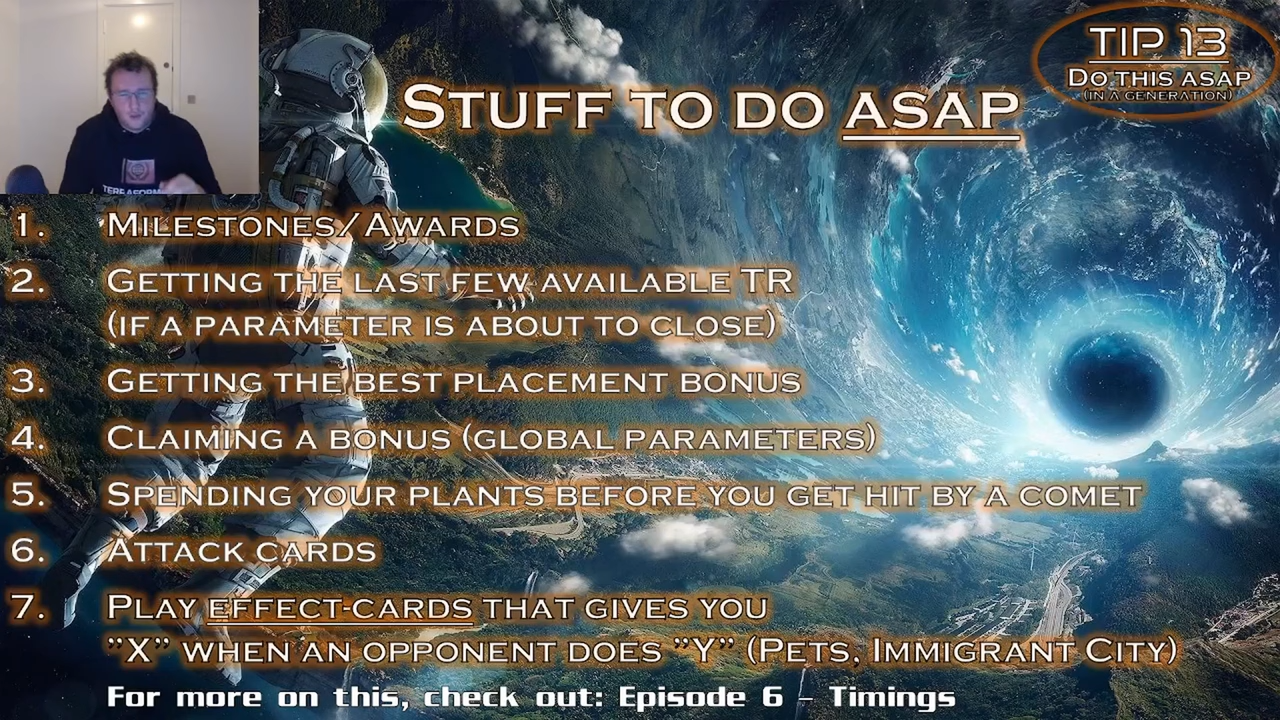 TIP 13
Do this asap
(in a generation)
Stuff to do asap
TERRAFORM
1. Milestones/Awards
2. Getting the last few available TR
(if a parameter is about to close)
3. Getting the best placement bonus
4. Claiming a bonus (global parameters)
5. Spending your plants before you get hit by a comet
6. Attack cards
7. Play effect-cards that gives you
"X" when an opponent does "Y" (Pets, Immigrant City)
For more on this, check out: Episode 6 – Timings